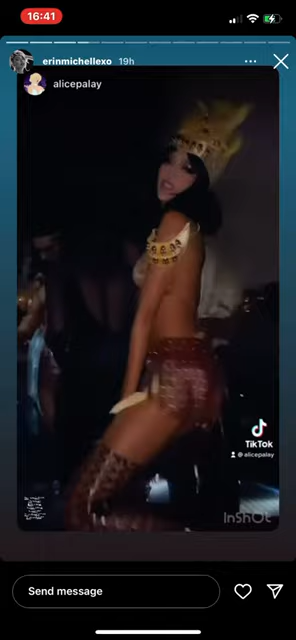 16:41
erinmichellexo 19h
alicepalay
TikTok
@ alicepalay
InShOt
Send message